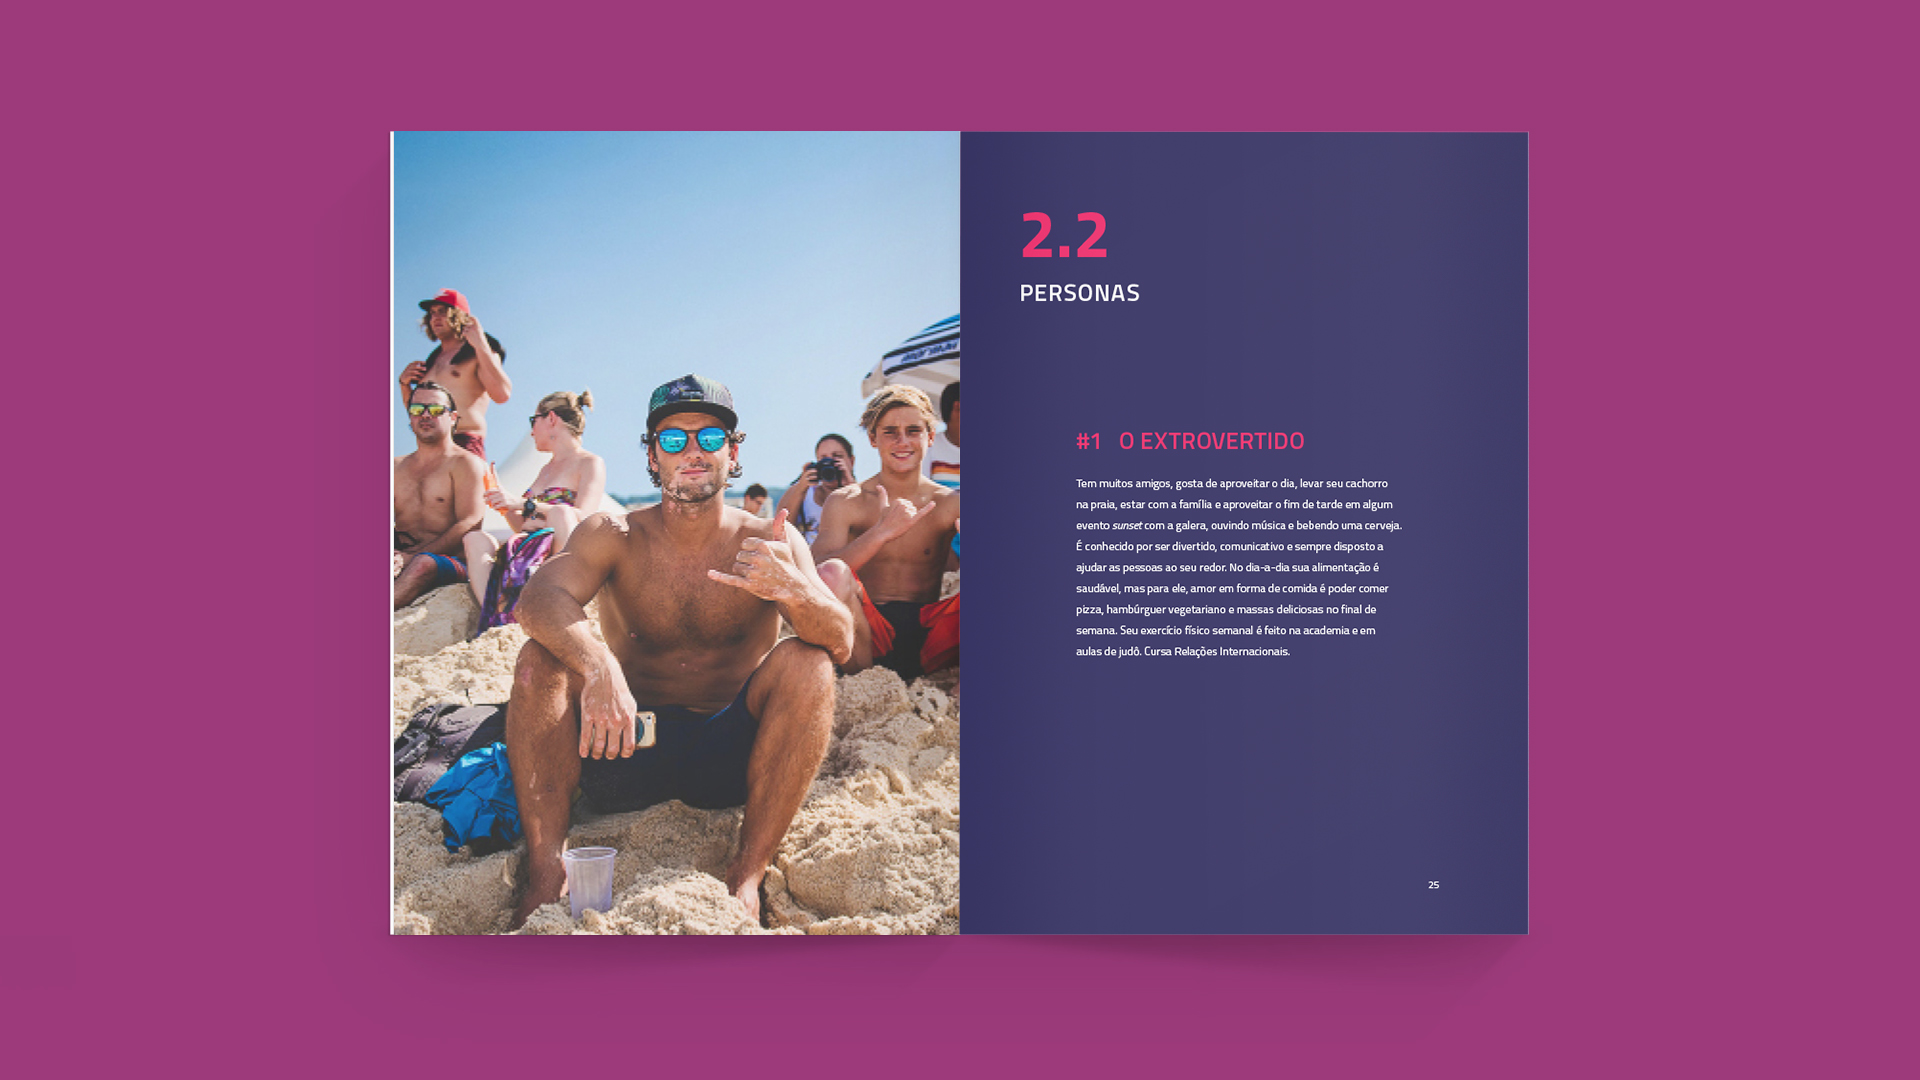 2.2
PERSONAS
#1 O EXTROVERTIDO
Tem muitos amigos, gosta de aproveitar o dia, levar seu cachorro
na praia, estar com a família e aproveitar o fim de tarde em algum
evento sunset com a galera, ouvindo música e bebendo uma cerveja.
É conhecido por ser divertido, comunicativo e sempre disposto a
ajudar as pessoas ao seu redor. No dia-a-dia sua alimentação é
saudável, mas para ele, amor em forma de comida é poder comer
pizza, hambúrguer vegetariano e massas deliciosas no final de
semana. Seu exercício físico semanal é feito na academia e em
aulas de judô. Cursa Relações Internacionais.
25